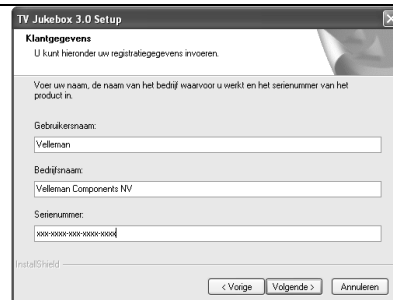 TV Jukebox 3.0 Setup
Klantgegevens
U kunt hieronder uw registratiegegevens invoeren.
Voer uw naam, de naam van het bedrijf waarvoor u werkt en het serienummer van het
product in.
Gebruikersnaam:
Velleman
Bedrijfsnaam:
Velleman Components NV
Serienummer:
xxx-xxxx-xxx-xxxx-xxxx
InstallShield
< Vorige
Volgende >
Annuleren